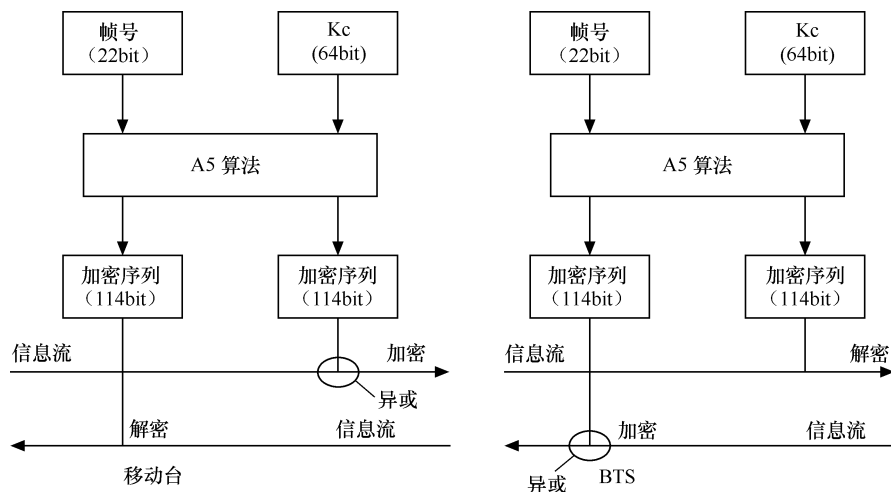 帧号
（22bit）
Kc
(64bit)
A5 算法
加密序列
（114bit）
加密序列
（114bit）
信息流
加密
异或
解密
信息流
移动台
帧号
（22bit）
Kc
(64bit)
A5 算法
加密序列
（114bit）
加密序列
（114bit）
信息流
解密
加密
信息流
异或
BTS